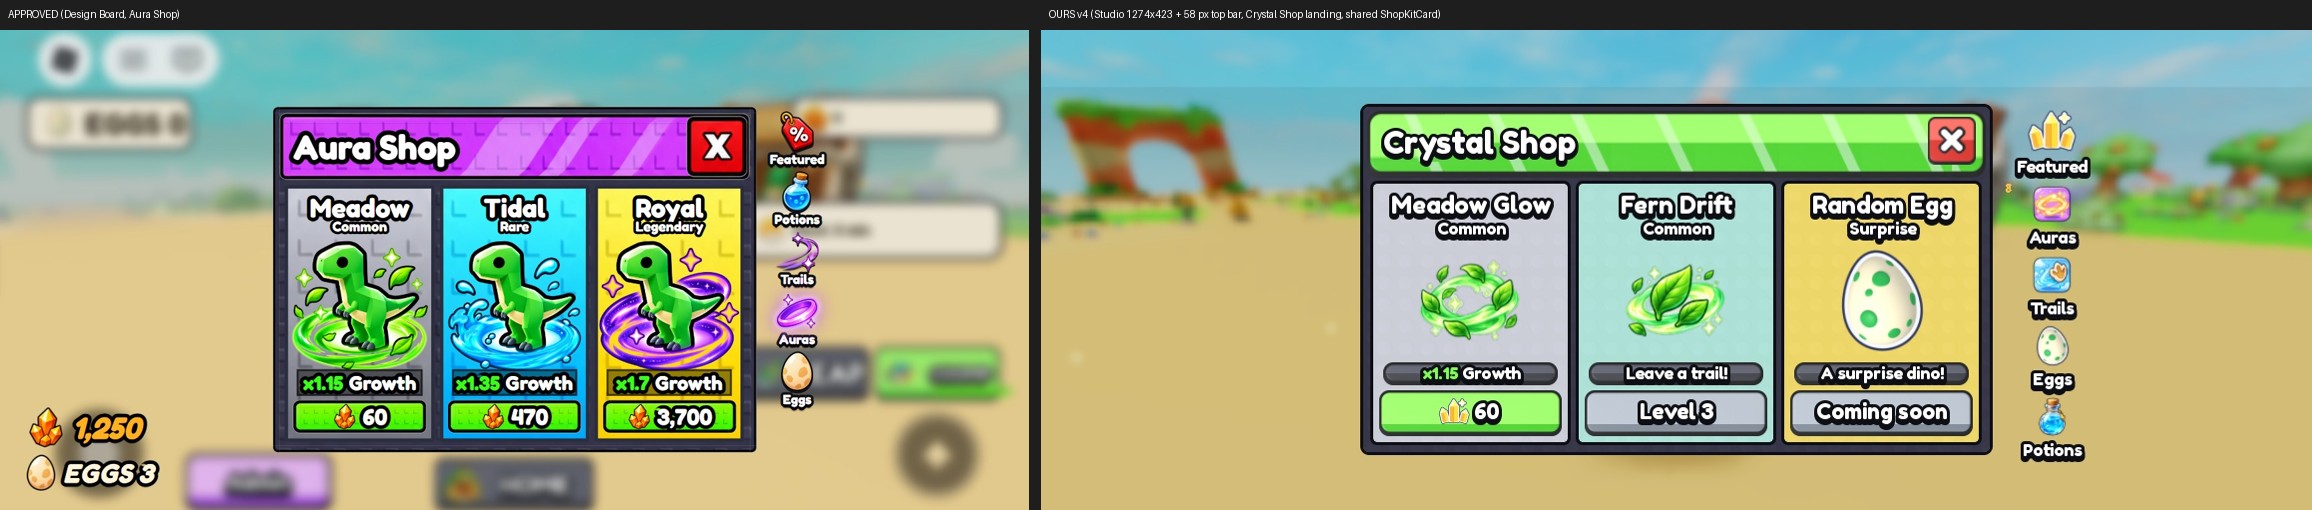 APPROVED (Design Board, Aura Shop)
EGGS 0
Aura Shop
X
Meadow
Common
x1.15 Growth
60
Tidal
Rare
x1.35 Growth
470
Royal
Legendary
x1.7 Growth
3,700
%
Featured
Potions
Trails
Auras
Eggs
1,250
EGGS 3
HOME
OURS v4 (Studio 1274x423 + 58 px top bar, Crystal Shop landing, shared ShopKitCard)
Crystal Shop
X
Meadow Glow
Common
x1.15 Growth
60
Fern Drift
Common
Leave a trail!
Level 3
Random Egg
Surprise
A surprise dino!
Coming soon
8
Featured
Auras
Trails
Eggs
Potions